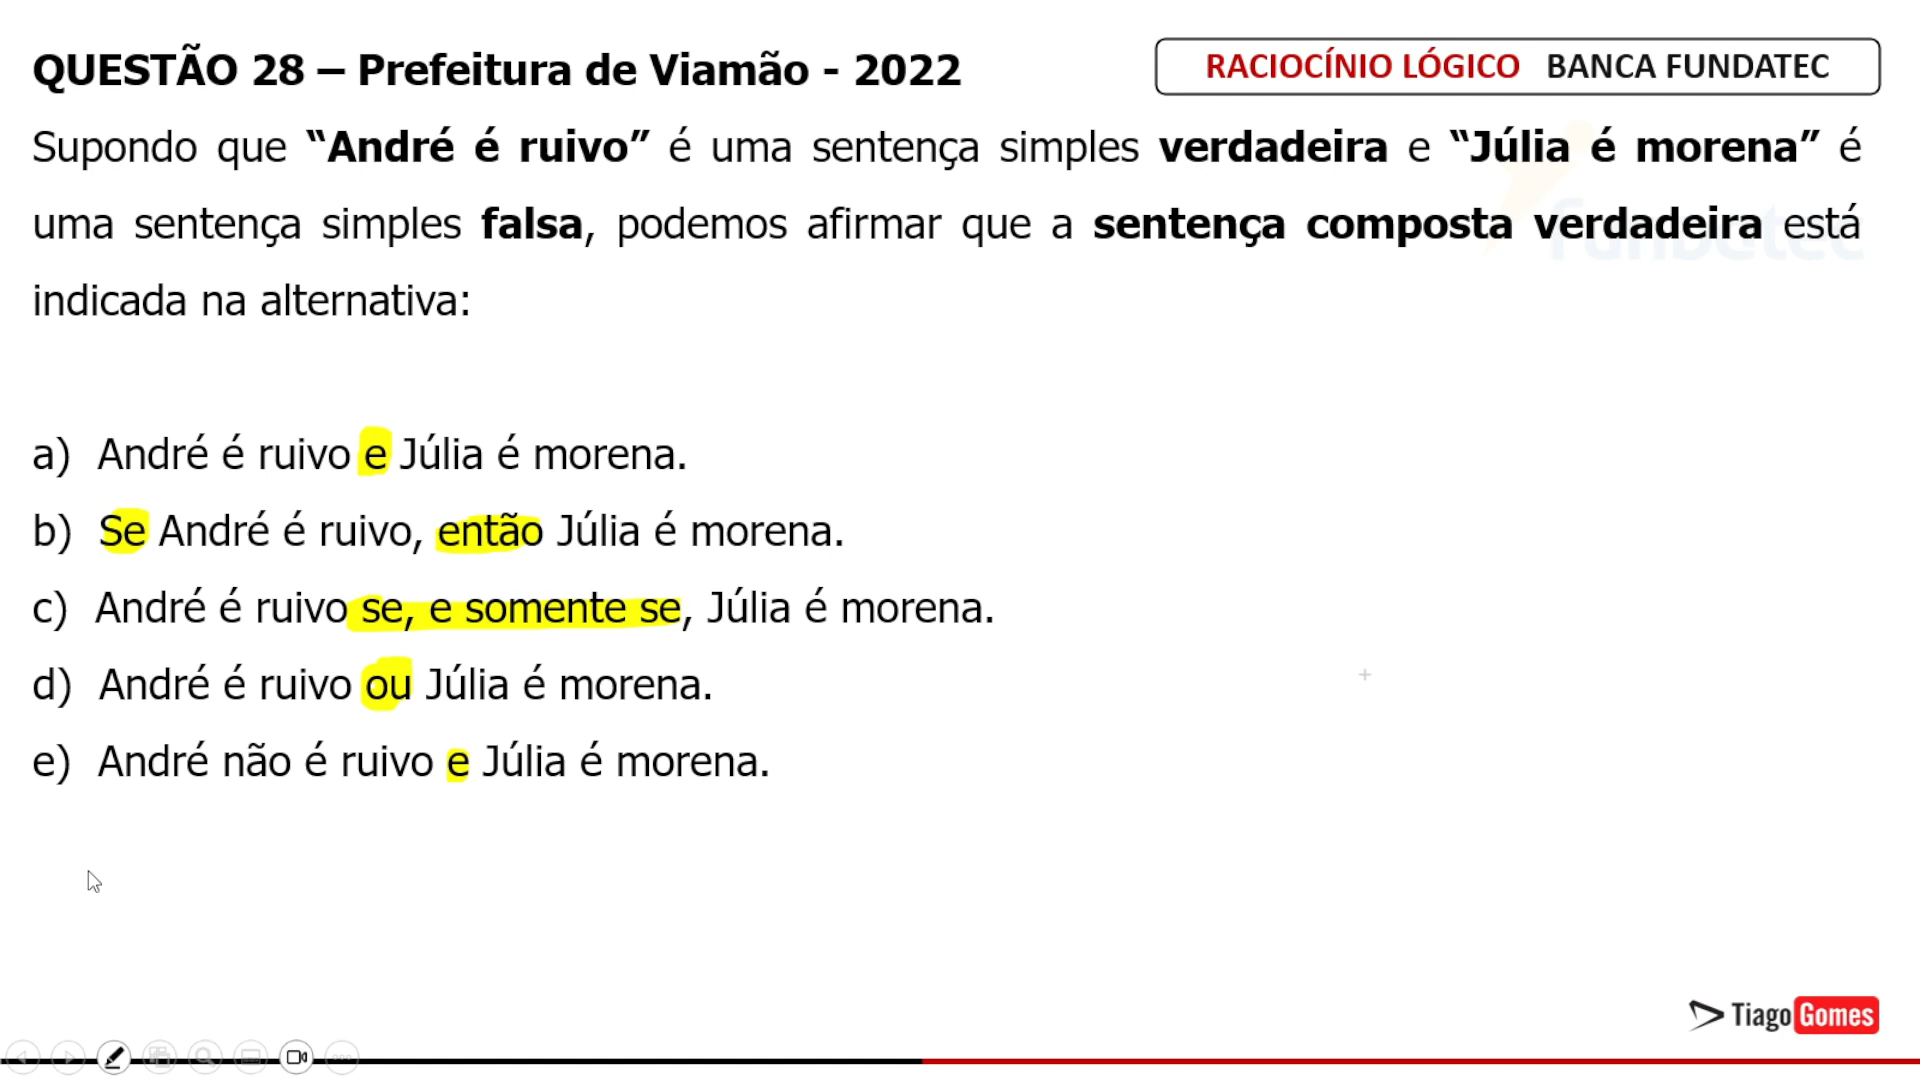 QUESTÃO 28 – Prefeitura de Viamão - 2022
RACIOCÍNIO LÓGICO BANCA FUNDATEC
Supondo que “André é ruivo” é uma sentença simples verdadeira e “Júlia é morena” é
uma sentença simples falsa, podemos afirmar que a sentença composta verdadeira está
indicada na alternativa:
fundatec
a) André é ruivo e Júlia é morena.
b) Se André é ruivo, então Júlia é morena.
c) André é ruivo se, e somente se, Júlia é morena.
d) André é ruivo ou Júlia é morena.
e) André não é ruivo e Júlia é morena.
Tiago Gomes